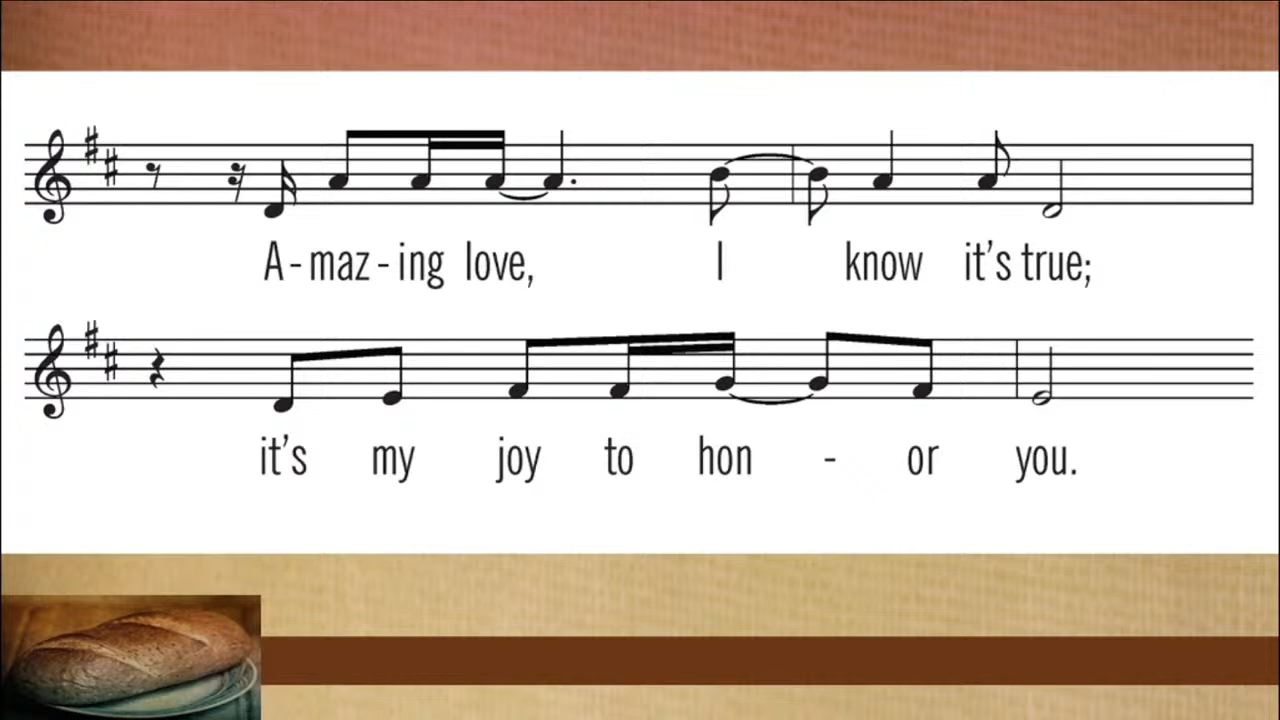 A - maz - ing love, I know it's true;
it's my joy to hon - or you.